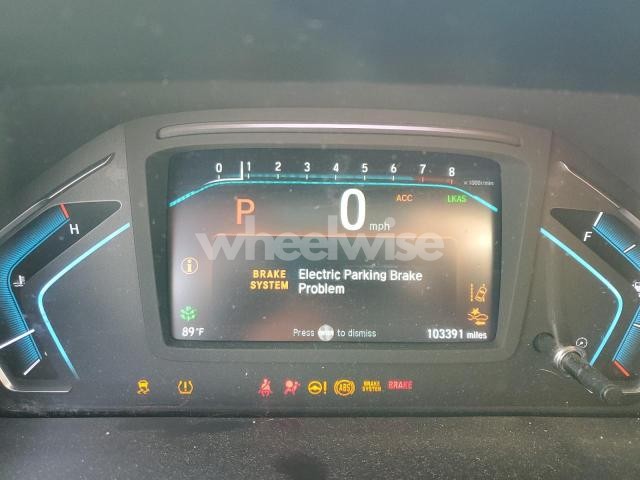 0 1 2 3 4 5 6 7 8
x 1000r/min
ACC LKAS
P 0 mph
H
F
wheelwise
BRAKE SYSTEM
Electric Parking Brake
Problem
89°F
Press to dismiss
103391 miles
ABS
BRAKE SYSTEM
BRAKE